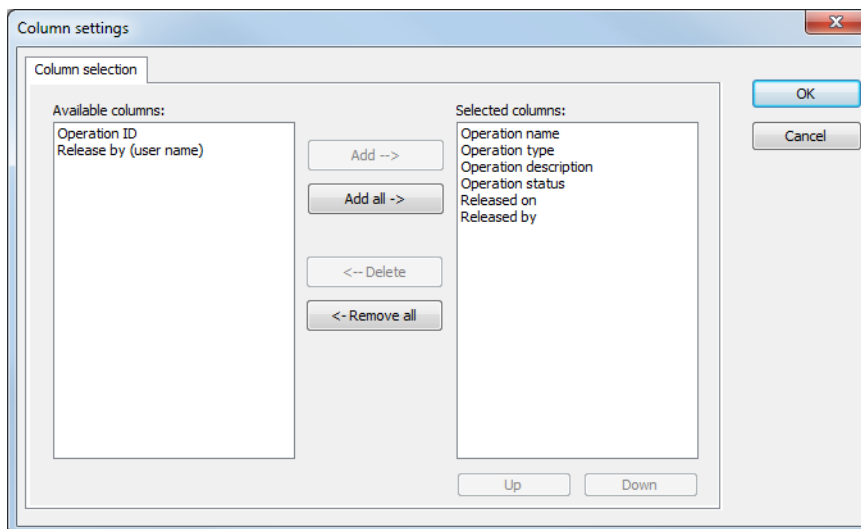 Column settings
Column selection
Available columns:
Operation ID
Release by (user name)
Add -->
Add all ->
<-- Delete
<- Remove all
Selected columns:
Operation name
Operation type
Operation description
Operation status
Released on
Released by
Up
Down
OK
Cancel